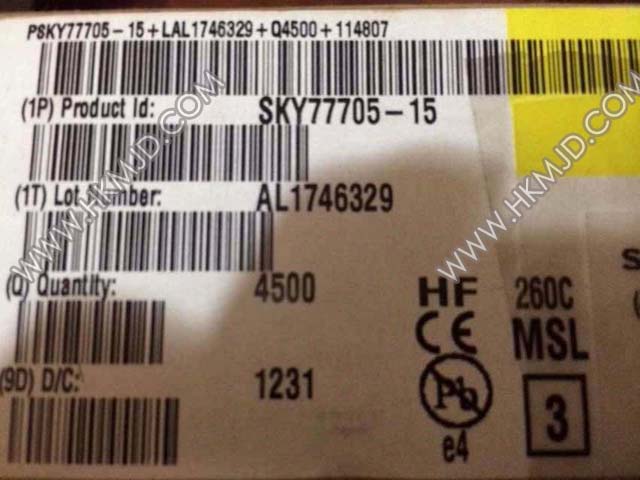 PSKY77705-15+LAL1746329+Q4500+114807
(1P) Product Id: SKY77705-15
(1T) Lot Number: AL1746329
(Q) Quantity: 4500
HF 260C
CE MSL
(9D) D/C: 1231
Pb 3
e4
WWW.HKMJD.COM
WWW.HKMJD.COM